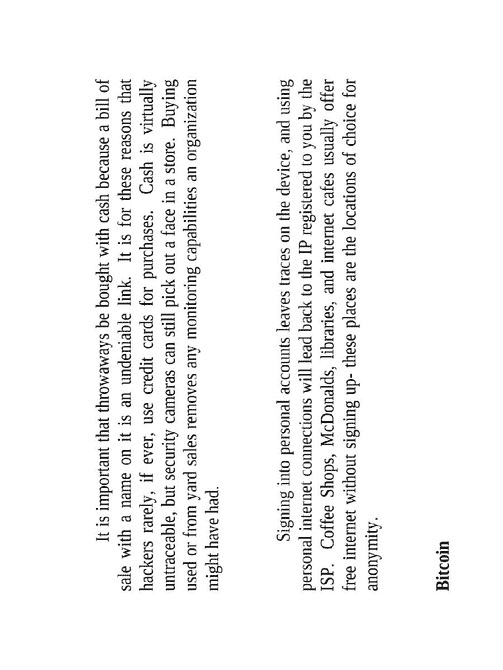 It is important that throwaways be bought with cash because a bill of
sale with a name on it is an undeniable link. It is for these reasons that
hackers rarely, if ever, use credit cards for purchases. Cash is virtually
untraceable, but security cameras can still pick out a face in a store. Buying
used or from yard sales removes any monitoring capabilities an organization
might have had.
Signing into personal accounts leaves traces on the device, and using
personal internet connections will lead back to the IP registered to you by the
ISP. Coffee Shops, McDonalds, libraries, and internet cafes usually offer
free internet without signing up- these places are the locations of choice for
anonymity.
Bitcoin